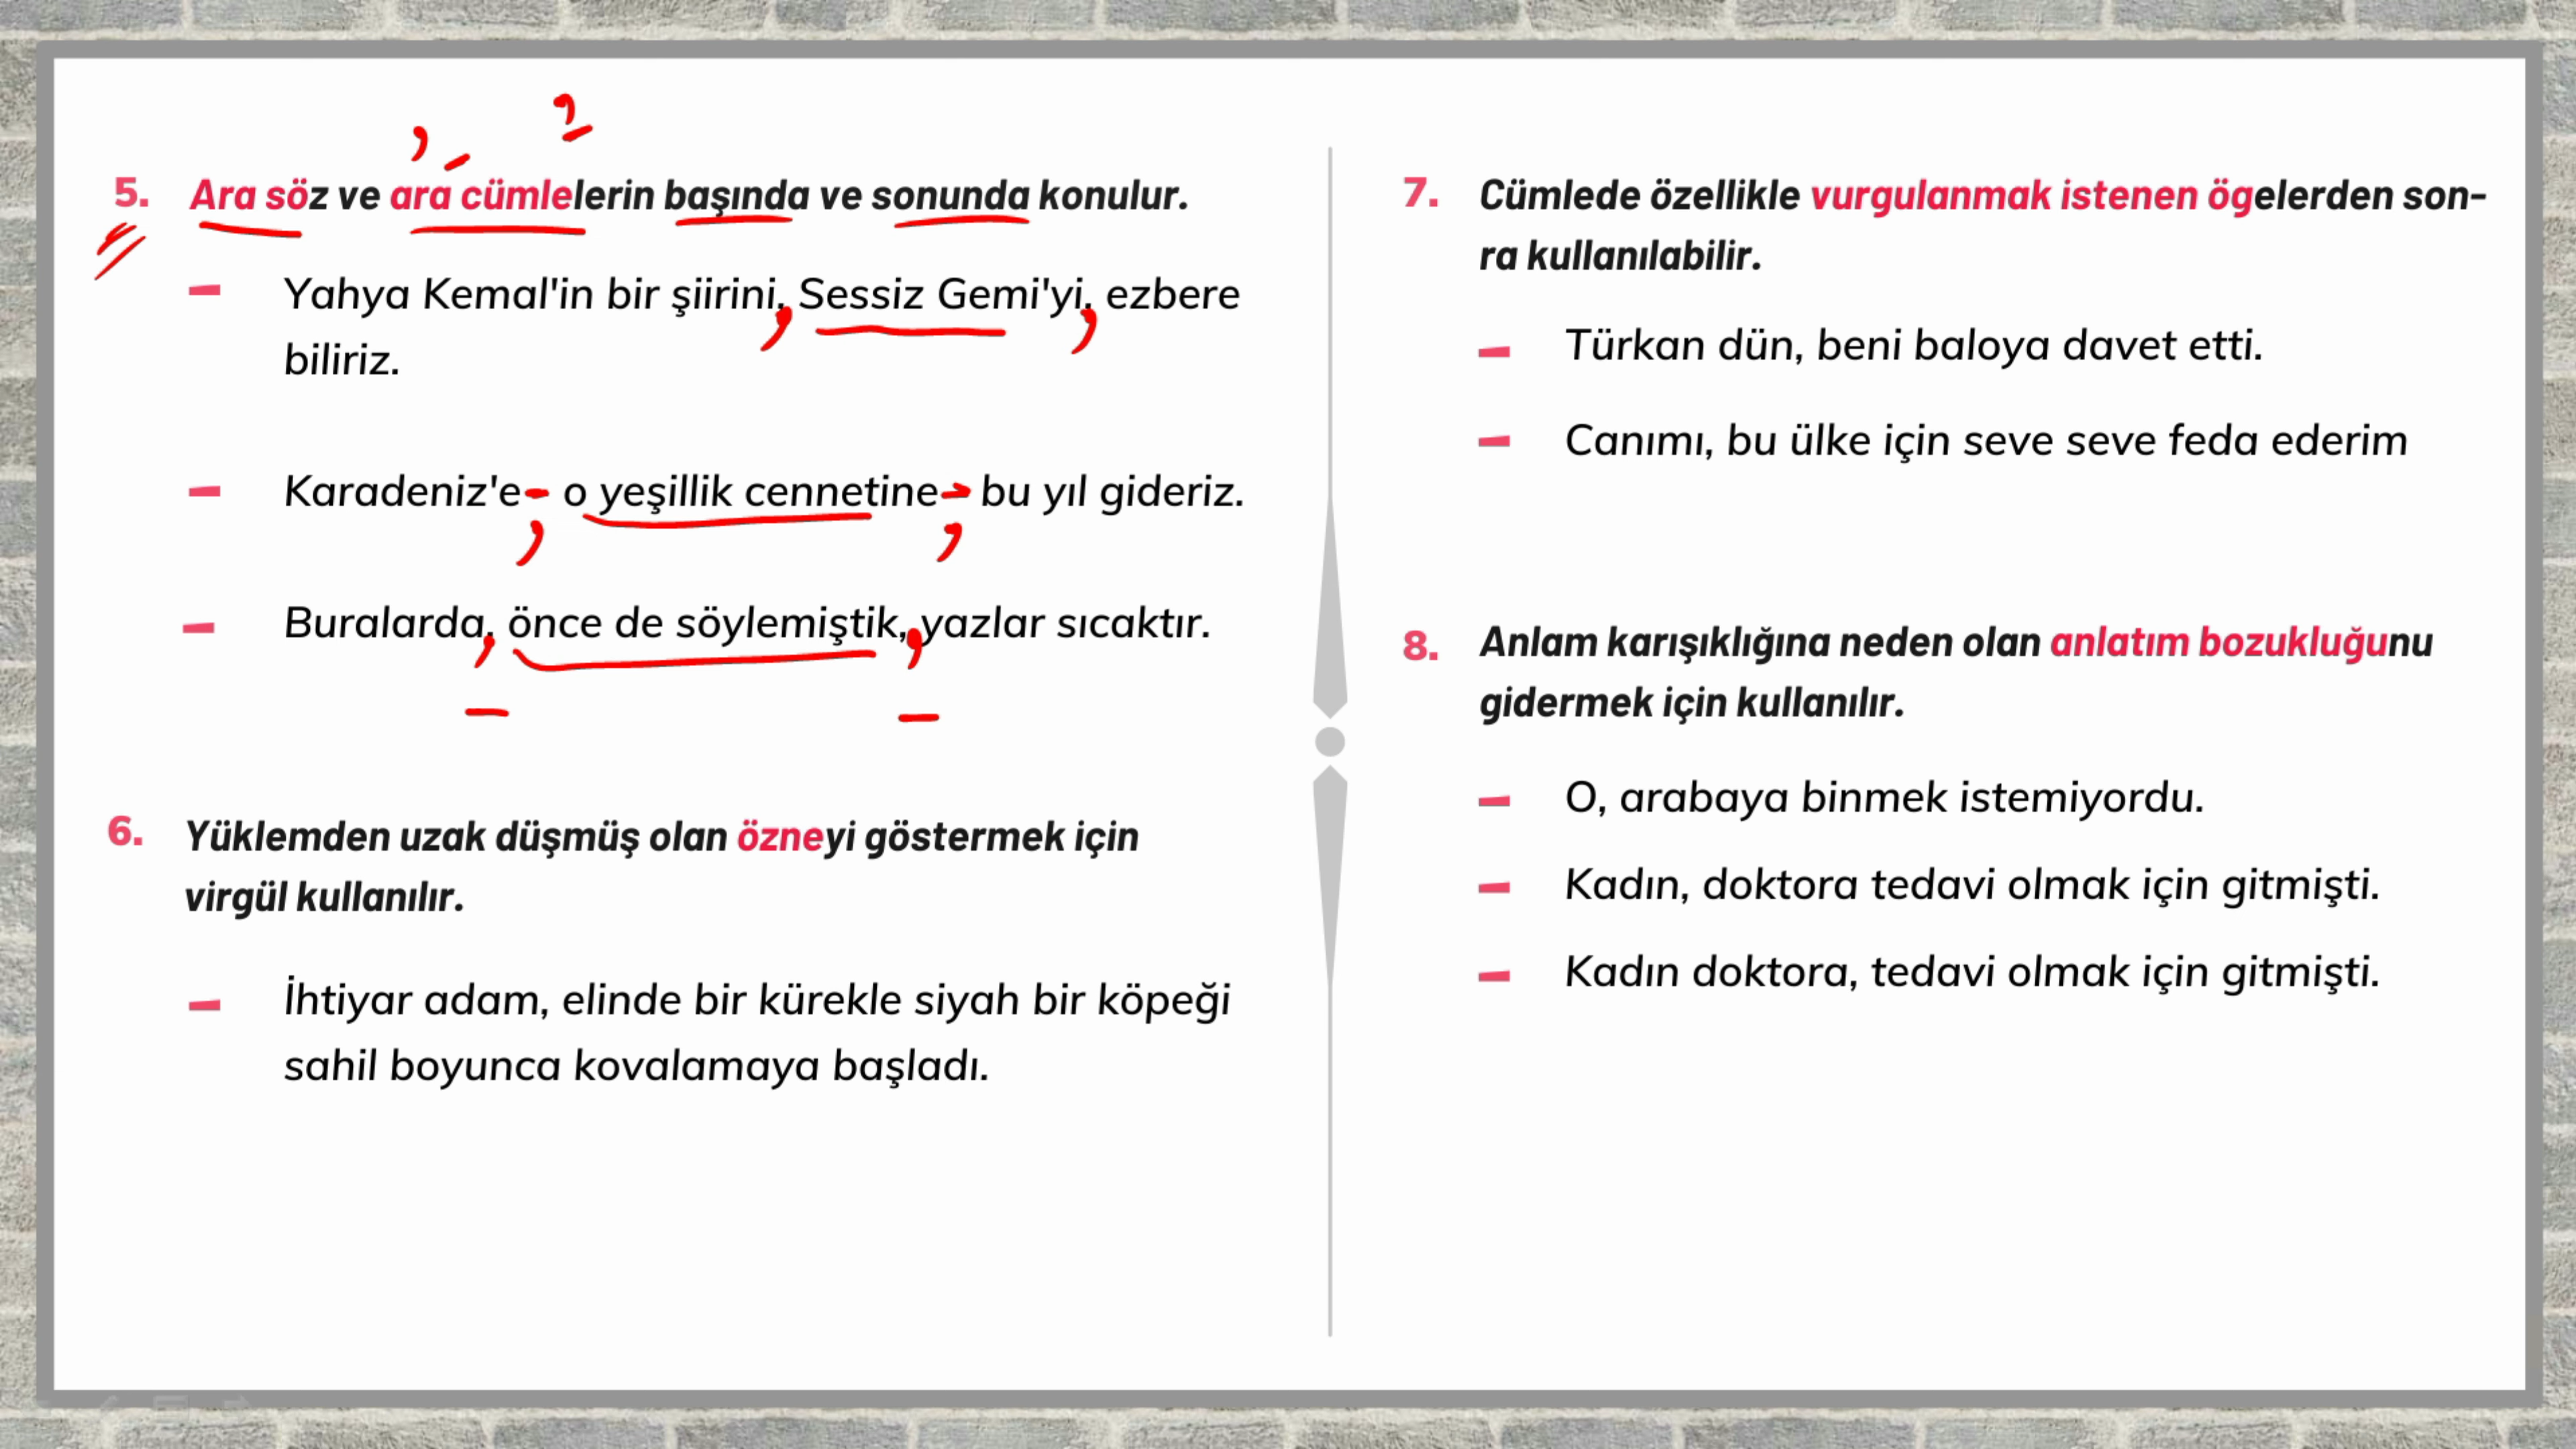 5. Ara söz ve ara cümlelerin başında ve sonunda konulur.
- Yahya Kemal'in bir şiirini, Sessiz Gemi'yi, ezbere
biliriz.
- Karadeniz'e- o yeşillik cennetine- bu yıl gideriz.
- Buralarda, önce de söylemiştik, yazlar sıcaktır.
6. Yüklemden uzak düşmüş olan özneyi göstermek için
virgül kullanılır.
- İhtiyar adam, elinde bir kürekle siyah bir köpeği
sahil boyunca kovalamaya başladı.
7. Cümlede özellikle vurgulanmak istenen ögelerden son-
ra kullanılabilir.
- Türkan dün, beni baloya davet etti.
- Canımı, bu ülke için seve seve feda ederim
8. Anlam karışıklığına neden olan anlatım bozukluğunu
gidermek için kullanılır.
- O, arabaya binmek istemiyordu.
- Kadın, doktora tedavi olmak için gitmişti.
- Kadın doktora, tedavi olmak için gitmişti.